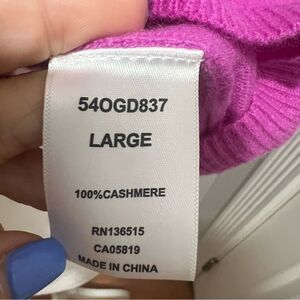 54OGD837
LARGE
100%CASHMERE
RN136515
CA05819
MADE IN CHINA